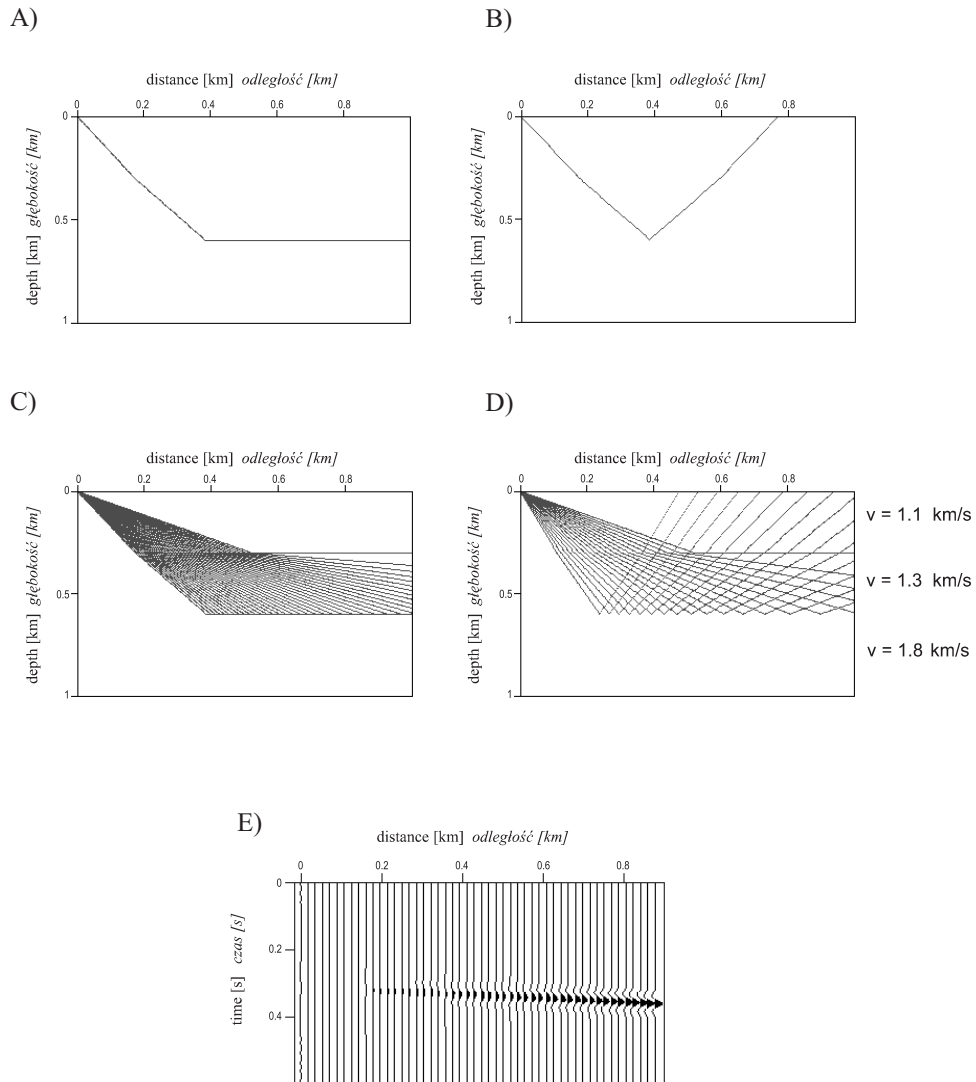 A)
distance [km] odległość [km]
0 0.2 0.4 0.6 0.8
0
0.5
1
depth [km] głębokość [km]
B)
distance [km] odległość [km]
0 0.2 0.4 0.6 0.8
0
0.5
1
depth [km] głębokość [km]
C)
distance [km] odległość [km]
0 0.2 0.4 0.6 0.8
0
0.5
1
depth [km] głębokość [km]
D)
distance [km] odległość [km]
0 0.2 0.4 0.6 0.8
0
0.5
1
depth [km] głębokość [km]
v = 1.1 km/s
v = 1.3 km/s
v = 1.8 km/s
E)
distance [km] odległość [km]
0 0.2 0.4 0.6 0.8
0
0.2
0.4
time [s] czas [s]